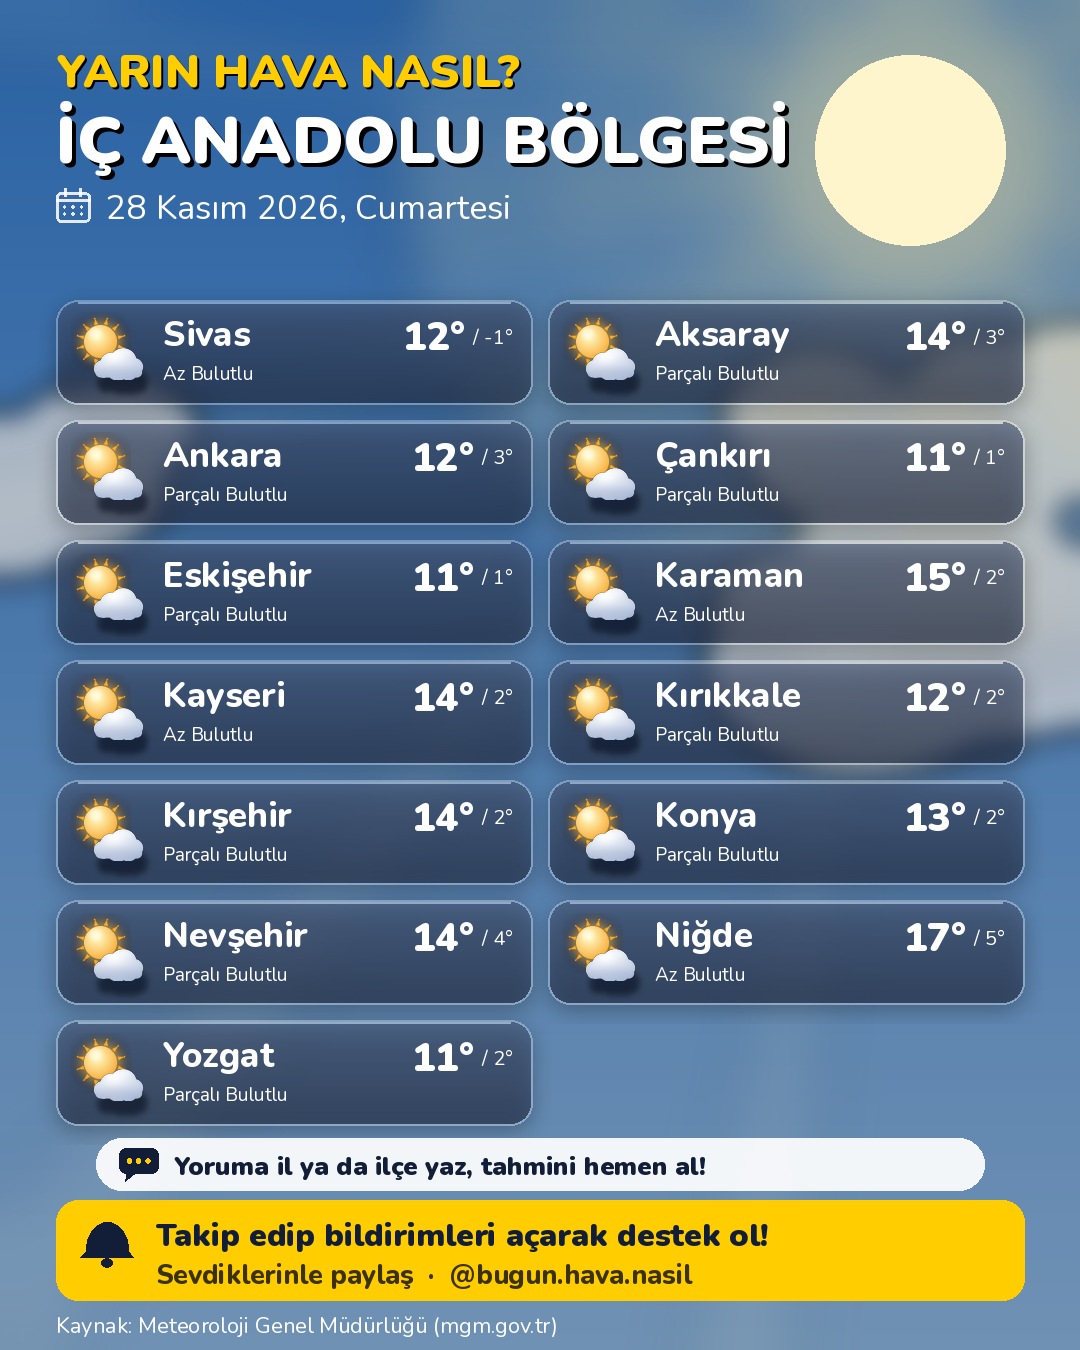 YARIN HAVA NASIL?
İÇ ANADOLU BÖLGESİ
28 Kasım 2026, Cumartesi
Sivas 12° / -1°
Az Bulutlu
Aksaray 14° / 3°
Parçalı Bulutlu
Ankara 12° / 3°
Parçalı Bulutlu
Çankırı 11° / 1°
Parçalı Bulutlu
Eskişehir 11° / 1°
Parçalı Bulutlu
Karaman 15° / 2°
Az Bulutlu
Kayseri 14° / 2°
Az Bulutlu
Kırıkkale 12° / 2°
Parçalı Bulutlu
Kırşehir 14° / 2°
Parçalı Bulutlu
Konya 13° / 2°
Parçalı Bulutlu
Nevşehir 14° / 4°
Parçalı Bulutlu
Niğde 17° / 5°
Az Bulutlu
Yozgat 11° / 2°
Parçalı Bulutlu
Yoruma il ya da ilçe yaz, tahmini hemen al!
Takip edip bildirimleri açarak destek ol!
Sevdiklerinle paylaş · @bugun.hava.nasil
Kaynak: Meteoroloji Genel Müdürlüğü (mgm.gov.tr)